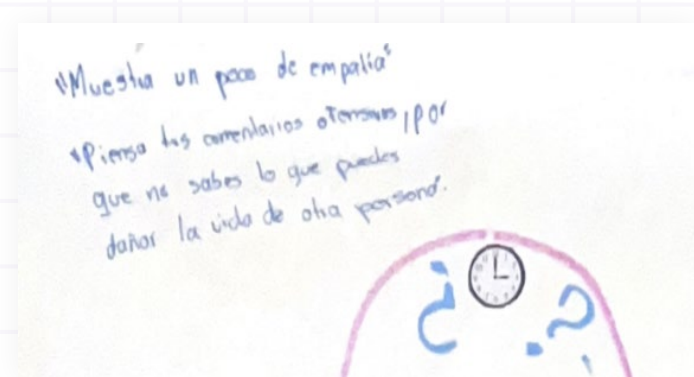 "Muestra un poco de empatia"
"Piensa tus comentarios ofensivos, por
que no sabes lo que puedes
dañar la vida de otra persona".
¿ ?